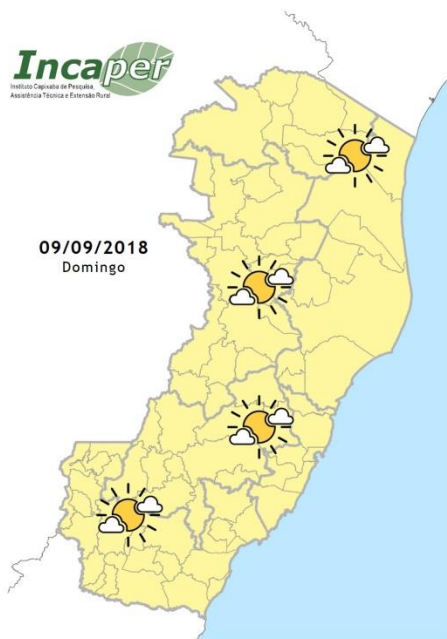 Incaper
Instituto Capixaba de Pesquisa,
Assistência Técnica e Extensão Rural
09/09/2018
Domingo